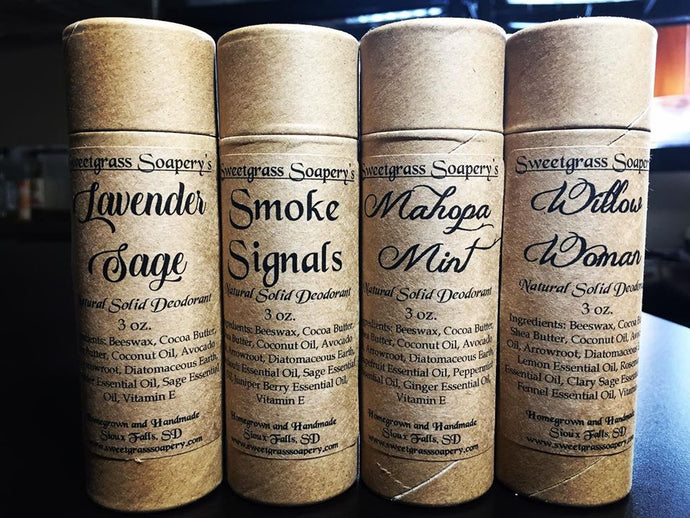 Sweetgrass Soapery's
Lavender
Sage
Natural Solid Deodorant
3 oz.
Ingredients: Beeswax, Cocoa Butter,
Butter, Coconut Oil, Avocado
Arrowroot, Diatomaceous Earth,
Essential Oil, Sage Essential
Oil, Vitamin E
Homegrown and Handmade
Sioux Falls, SD
www.sweetgrasssoapery.com
Sweetgrass Soapery's
Smoke
Signals
Natural Solid Deodorant
3 oz.
Ingredients: Beeswax, Cocoa Butter,
Butter, Coconut Oil, Avocado
Arrowroot, Diatomaceous Earth,
Essential Oil, Sage Essential
Oil, Juniper Berry Essential Oil,
Vitamin E
Homegrown and Handmade
Sioux Falls, SD
www.sweetgrasssoapery.com
Sweetgrass Soapery's
Mahopa
Mint
Natural Solid Deodorant
3 oz.
Ingredients: Beeswax, Cocoa Butter,
Butter, Coconut Oil, Avocado
Arrowroot, Diatomaceous Earth,
Essential Oil, Peppermint
Essential Oil, Ginger Essential
Oil, Vitamin E
Homegrown and Handmade
Sioux Falls, SD
www.sweetgrasssoapery.com
Sweetgrass Soapery's
Willow
Woman
Natural Solid Deodorant
3 oz.
Ingredients: Beeswax, Cocoa Butter,
Shea Butter, Coconut Oil, Avocado
Oil, Arrowroot, Diatomaceous
Lemon Essential Oil,
Essential Oil, Clary Sage Essential
Fennel Essential Oil, Vitamin
Homegrown and Handmade
Sioux Falls, SD
www.sweetgrasssoapery.com